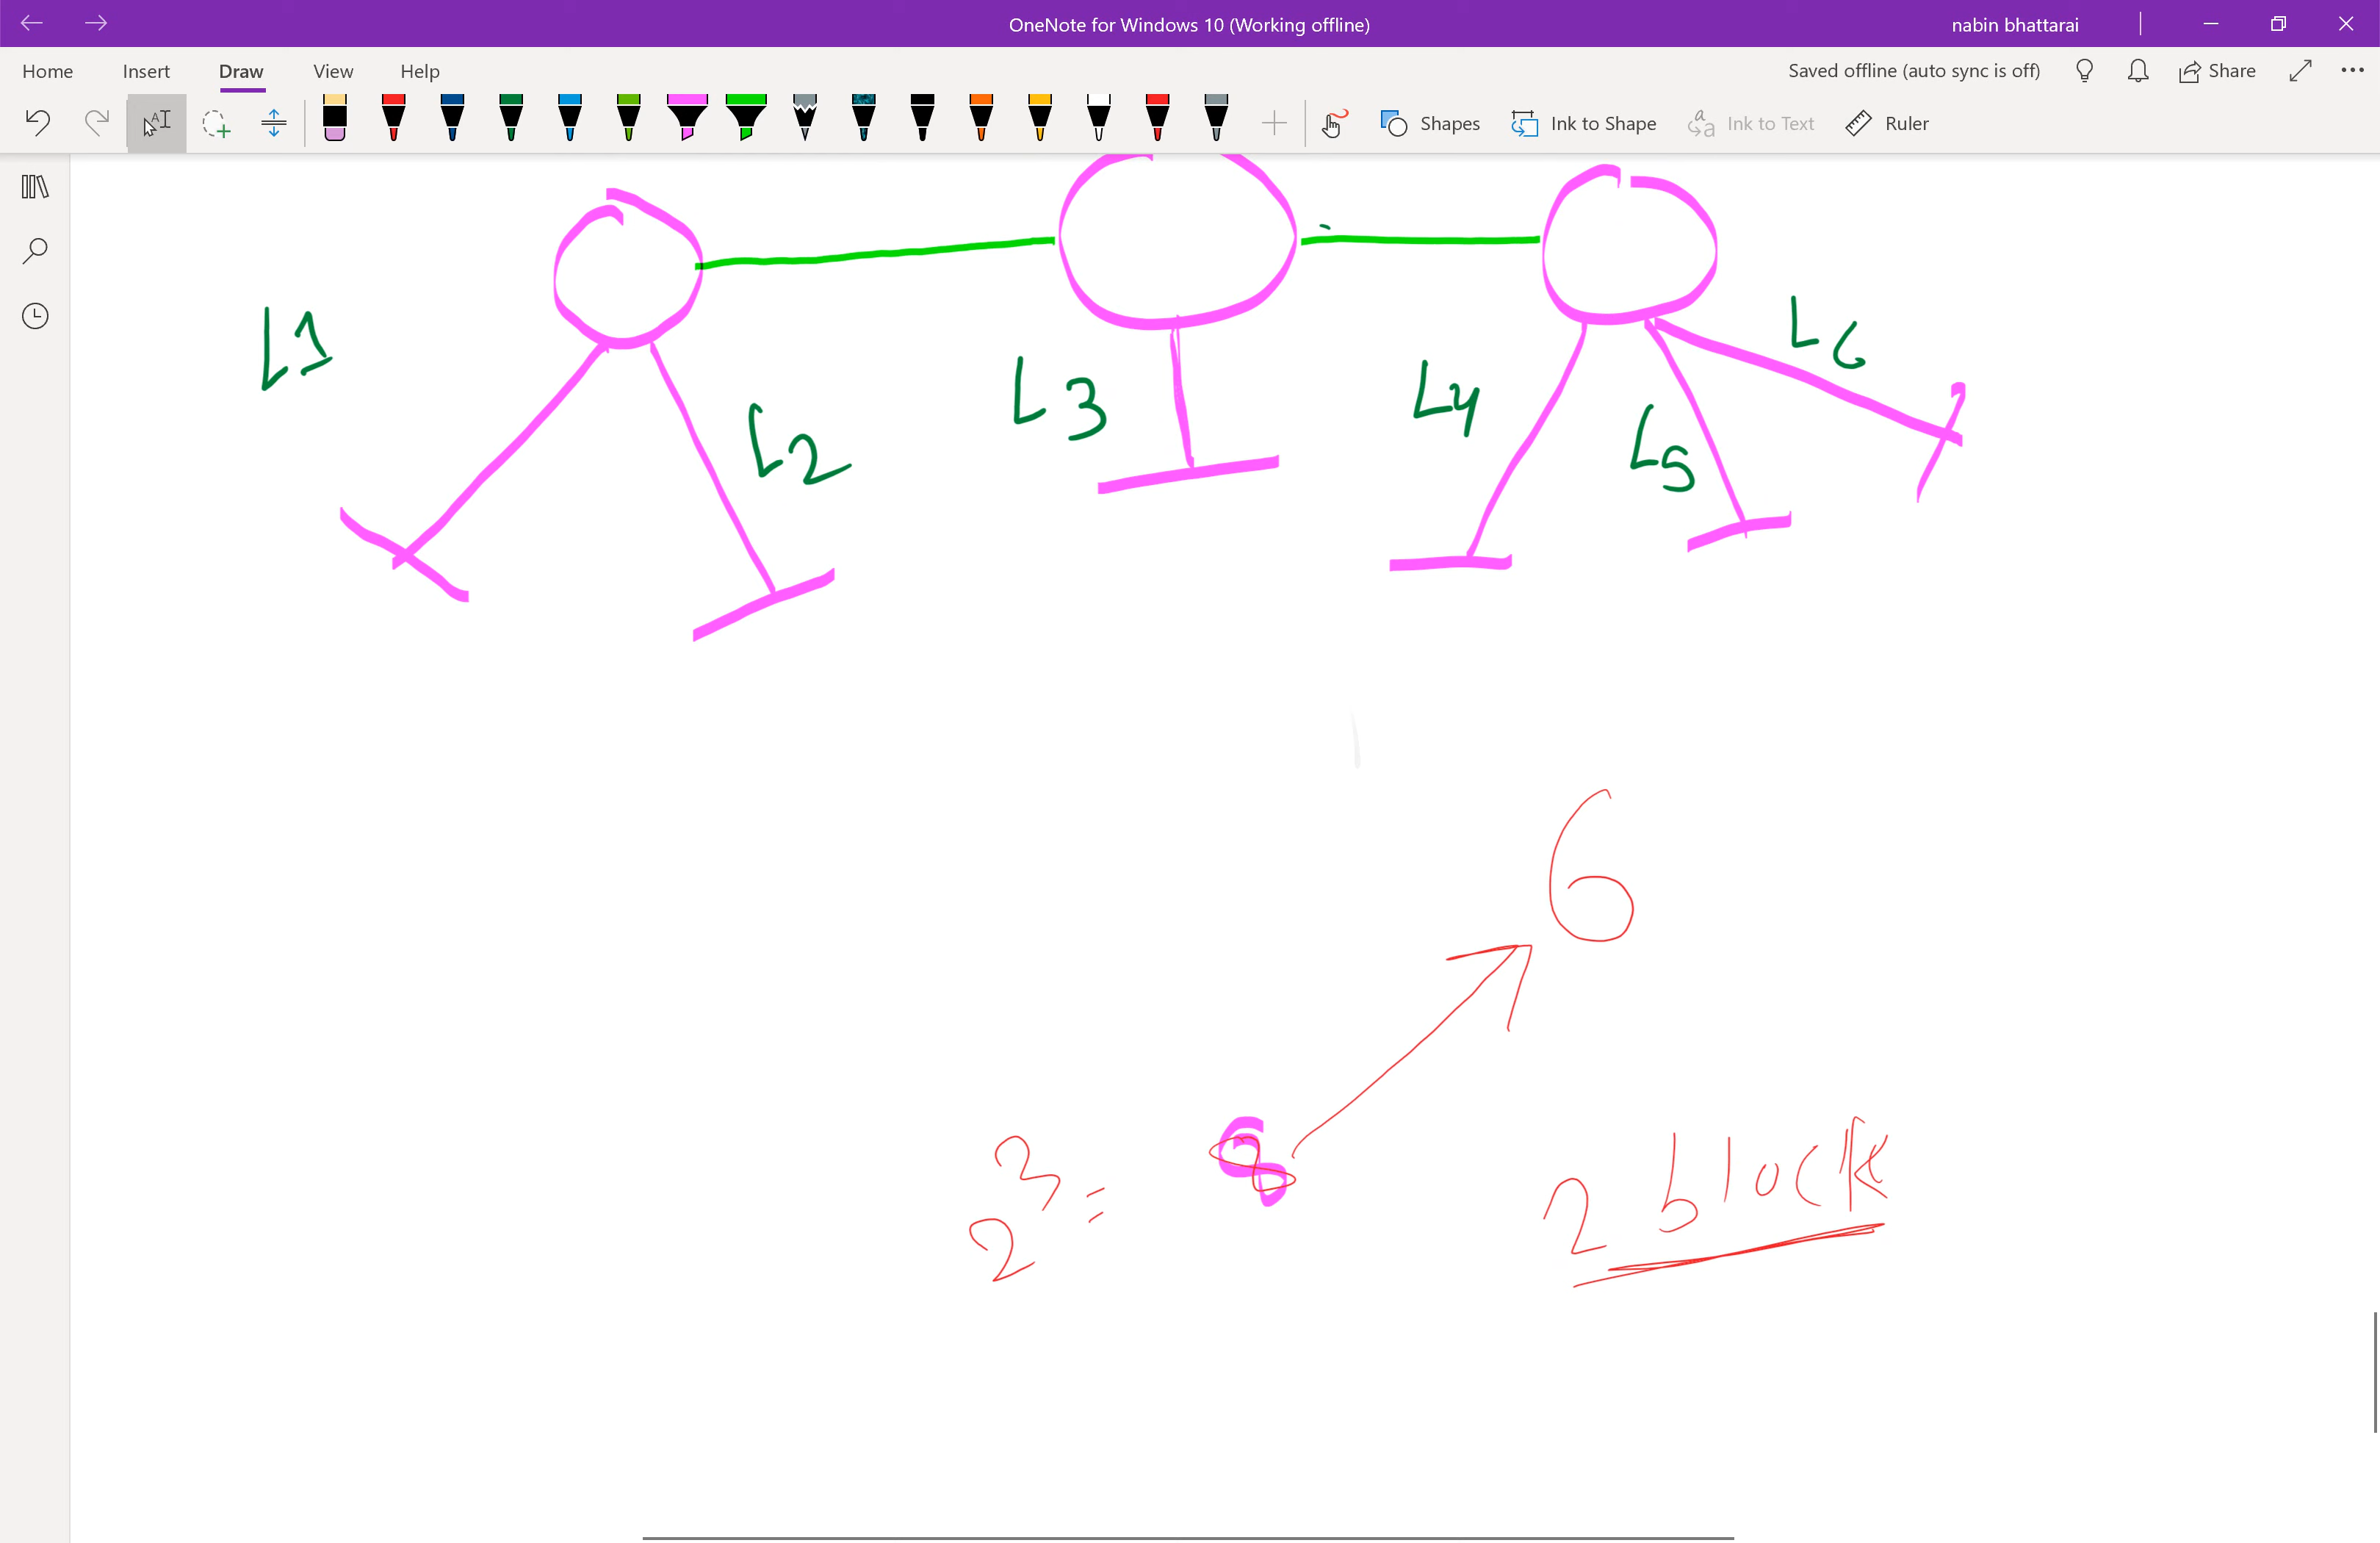 OneNote for Windows 10 (Working offline)
nabin bhattarai
Home Insert Draw View Help
Saved offline (auto sync is off)
Share
Shapes
Ink to Shape
Ink to Text
Ruler
L1
L2
L3
L4
L5
L6
6
2³ = 8
2 block